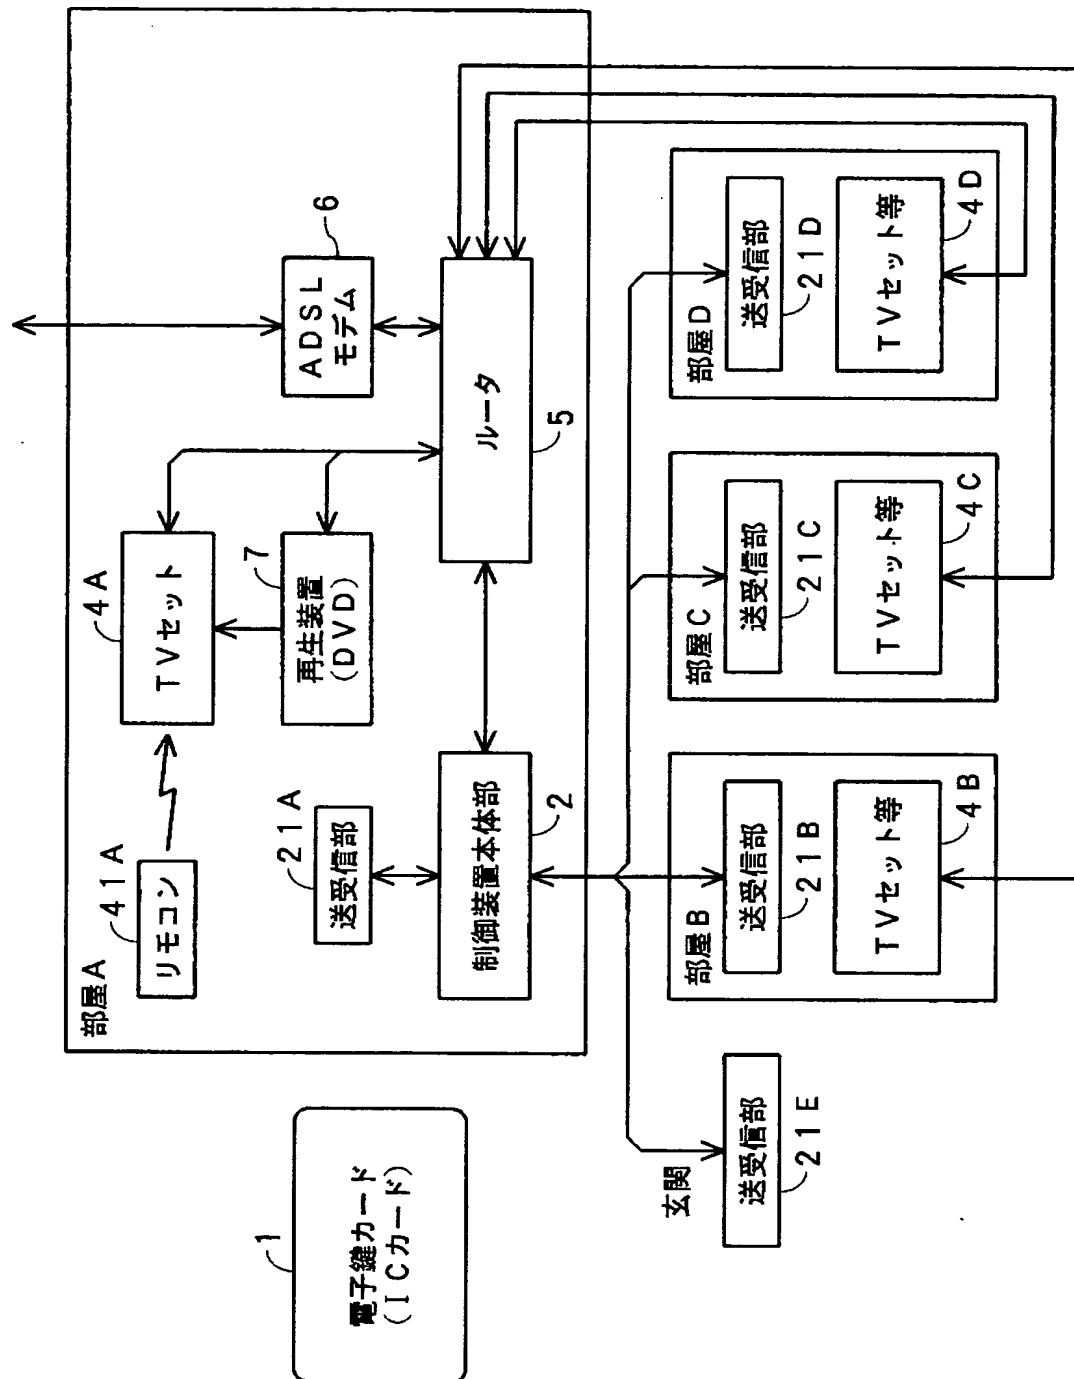 電子鍵カード
(ICカード)
1
部屋A
リモコン
41A
TVセット
4A
再生装置
(DVD)
7
ADSL
モデム
6
送受信部
21A
制御装置本体部
2
ルータ
5
玄関
送受信部
21E
部屋B
送受信部
21B
TVセット等
4B
部屋C
送受信部
21C
TVセット等
4C
部屋D
送受信部
21D
TVセット等
4D